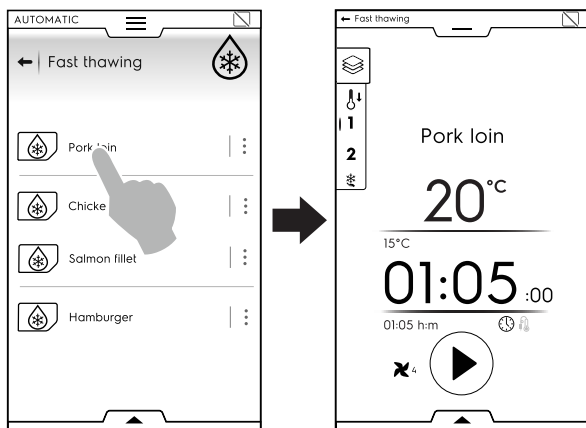 AUTOMATIC
Fast thawing
Pork loin
Chicke
Salmon fillet
Hamburger
Fast thawing
1
2
Pork loin
20°C
15°C
01:05:00
01:05 h:m
4